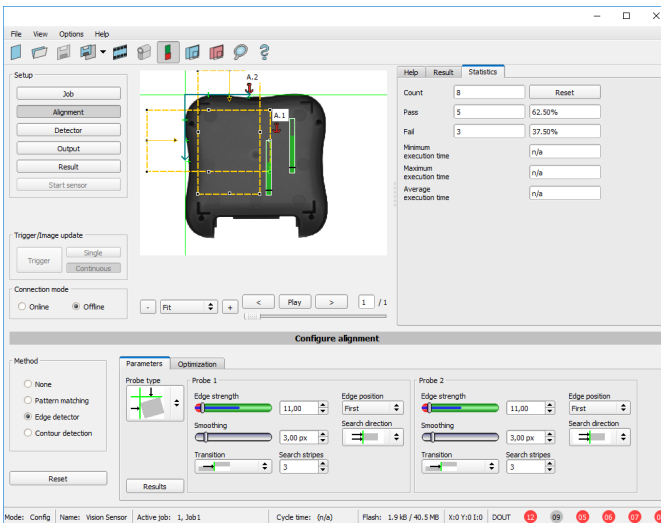 File View Options Help
Setup
Job
Alignment
Detector
Output
Result
Start sensor
Trigger/Image update
Trigger
Single
Continuous
Connection mode
Online Offline
A.2
A.1
- Fit + < Play > 1 / 1
Help Result Statistics
Count 8 Reset
Pass 5 62.50%
Fail 3 37.50%
Minimum
execution time n/a
Maximum
execution time n/a
Average
execution time n/a
Configure alignment
Method
None
Pattern matching
Edge detector
Contour detection
Reset
Parameters Optimization
Probe type
Results
Probe 1
Edge strength Edge position
11,00 First
Smoothing Search direction
3,00 px
Transition Search stripes
3
Probe 2
Edge strength Edge position
11,00 First
Smoothing Search direction
3,00 px
Transition Search stripes
3
Mode: Config Name: Vision Sensor Active job: 1, Job1 Cycle time: (n/a) Flash: 1.9 kB / 40.5 MB X:0 Y:0 I:0 DOUT 12 09 05 06 07